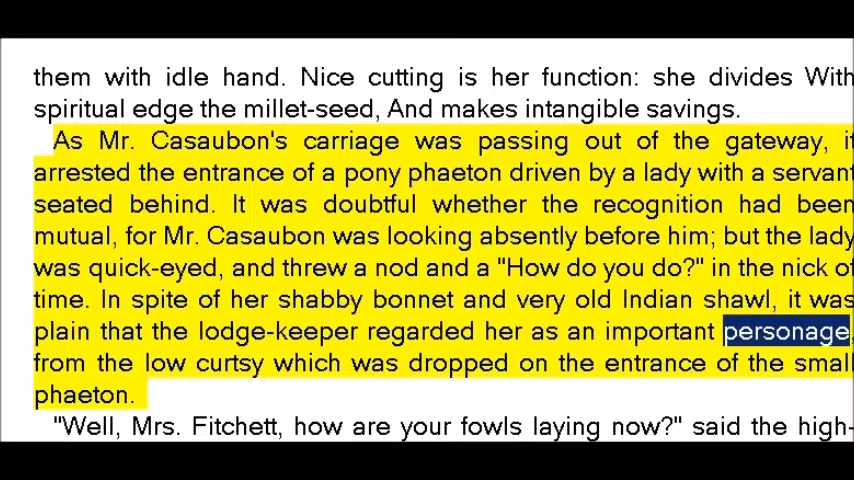 them with idle hand. Nice cutting is her function: she divides With
spiritual edge the millet-seed, And makes intangible savings.
As Mr. Casaubon's carriage was passing out of the gateway, it
arrested the entrance of a pony phaeton driven by a lady with a servant
seated behind. It was doubtful whether the recognition had been
mutual, for Mr. Casaubon was looking absently before him; but the lady
was quick-eyed, and threw a nod and a "How do you do?" in the nick of
time. In spite of her shabby bonnet and very old Indian shawl, it was
plain that the lodge-keeper regarded her as an important personage,
from the low curtsy which was dropped on the entrance of the small
phaeton.
"Well, Mrs. Fitchett, how are your fowls laying now?" said the high-